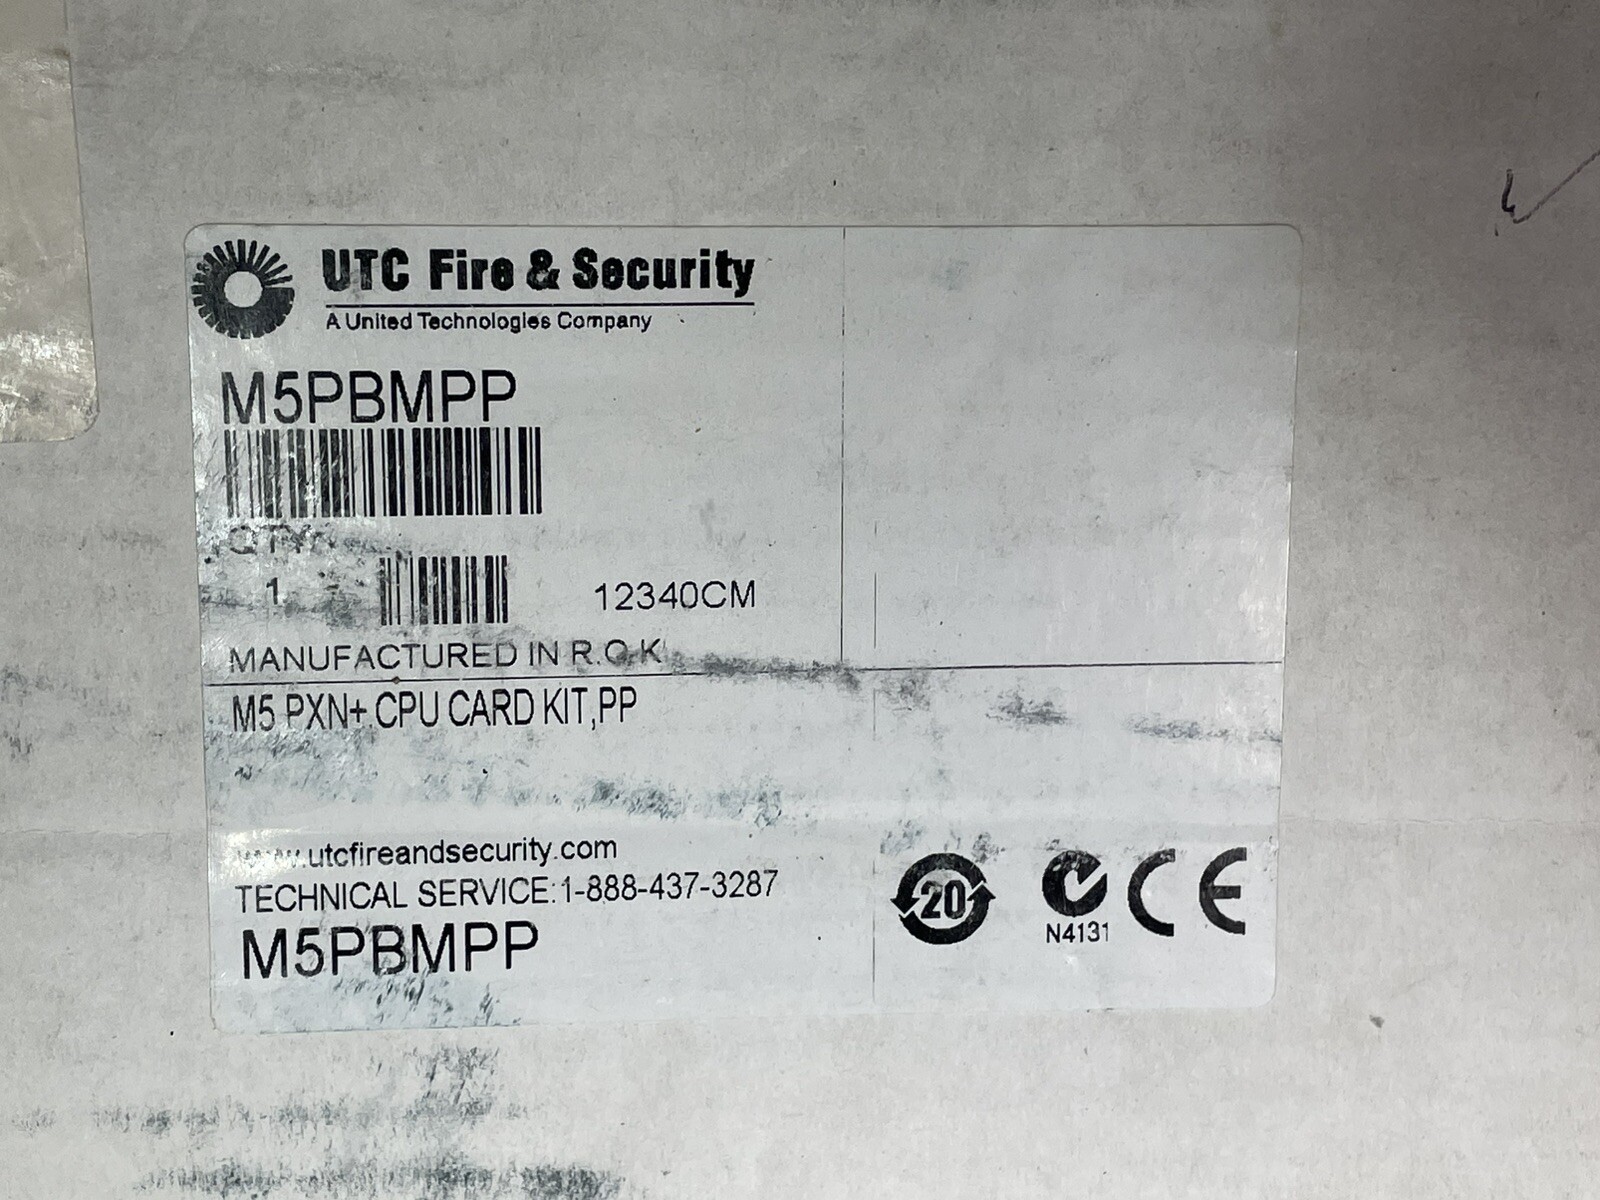 UTC Fire & Security
A United Technologies Company
M5PBMPP
QTY
1
12340CM
MANUFACTURED IN R.O.K
M5 PXN+ CPU CARD KIT,PP
www.utcfireandsecurity.com
TECHNICAL SERVICE:1-888-437-3287
M5PBMPP
20
N4131
CE